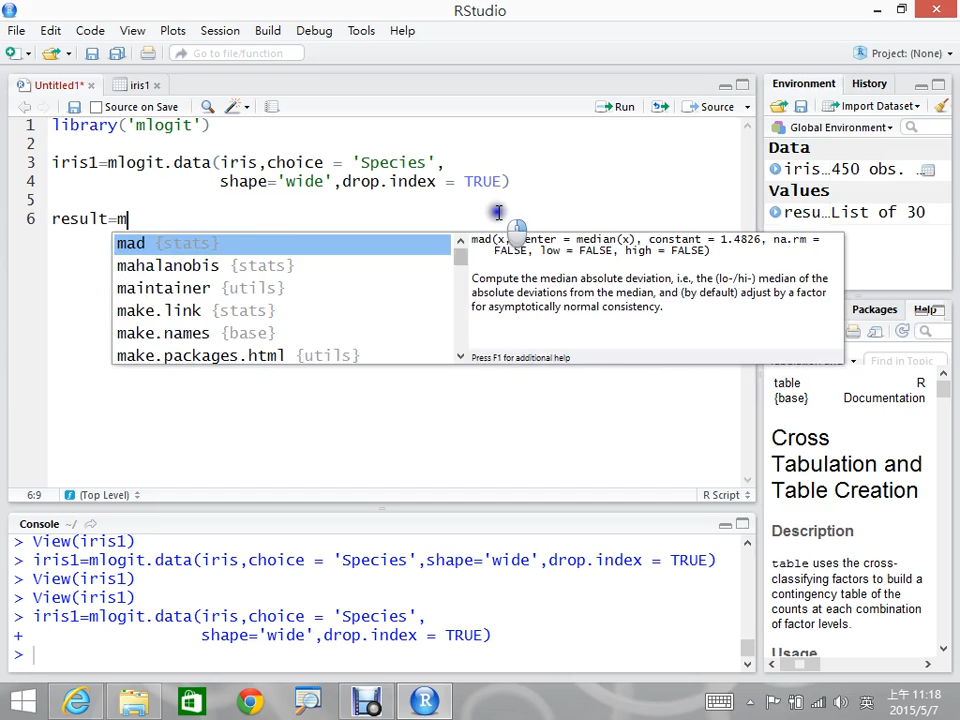 RStudio
File Edit Code View Plots Session Build Debug Tools Help
Go to file/function
Project: (None)
Untitled1* iris1
Source on Save
Run
Source
1 library('mlogit')
2
3 iris1=mlogit.data(iris,choice = 'Species',
4 shape='wide',drop.index = TRUE)
5
6 result=m
mad {stats}
mahalanobis {stats}
maintainer {utils}
make.link {stats}
make.names {base}
make.packages.html {utils}
mad(x, center = median(x), constant = 1.4826, na.rm =
FALSE, low = FALSE, high = FALSE)
Compute the median absolute deviation, i.e., the (lo-/hi-) median of the
absolute deviations from the median, and (by default) adjust by a factor
for asymptotically normal consistency.
Press F1 for additional help
6:9 (Top Level)
R Script
Console ~/
> View(iris1)
> iris1=mlogit.data(iris,choice = 'Species',shape='wide',drop.index = TRUE)
> View(iris1)
> View(iris1)
> iris1=mlogit.data(iris,choice = 'Species',
+ shape='wide',drop.index = TRUE)
>
Environment History
Import Dataset
Global Environment
Data
iris…450 obs.
Values
resu…List of 30
Packages Help
Find in Topic
table R
{base} Documentation
Cross
Tabulation and
Table Creation
Description
table uses the cross-
classifying factors to build a
contingency table of the
counts at each combination
of factor levels.
Usage
英
上午 11:18
2015/5/7